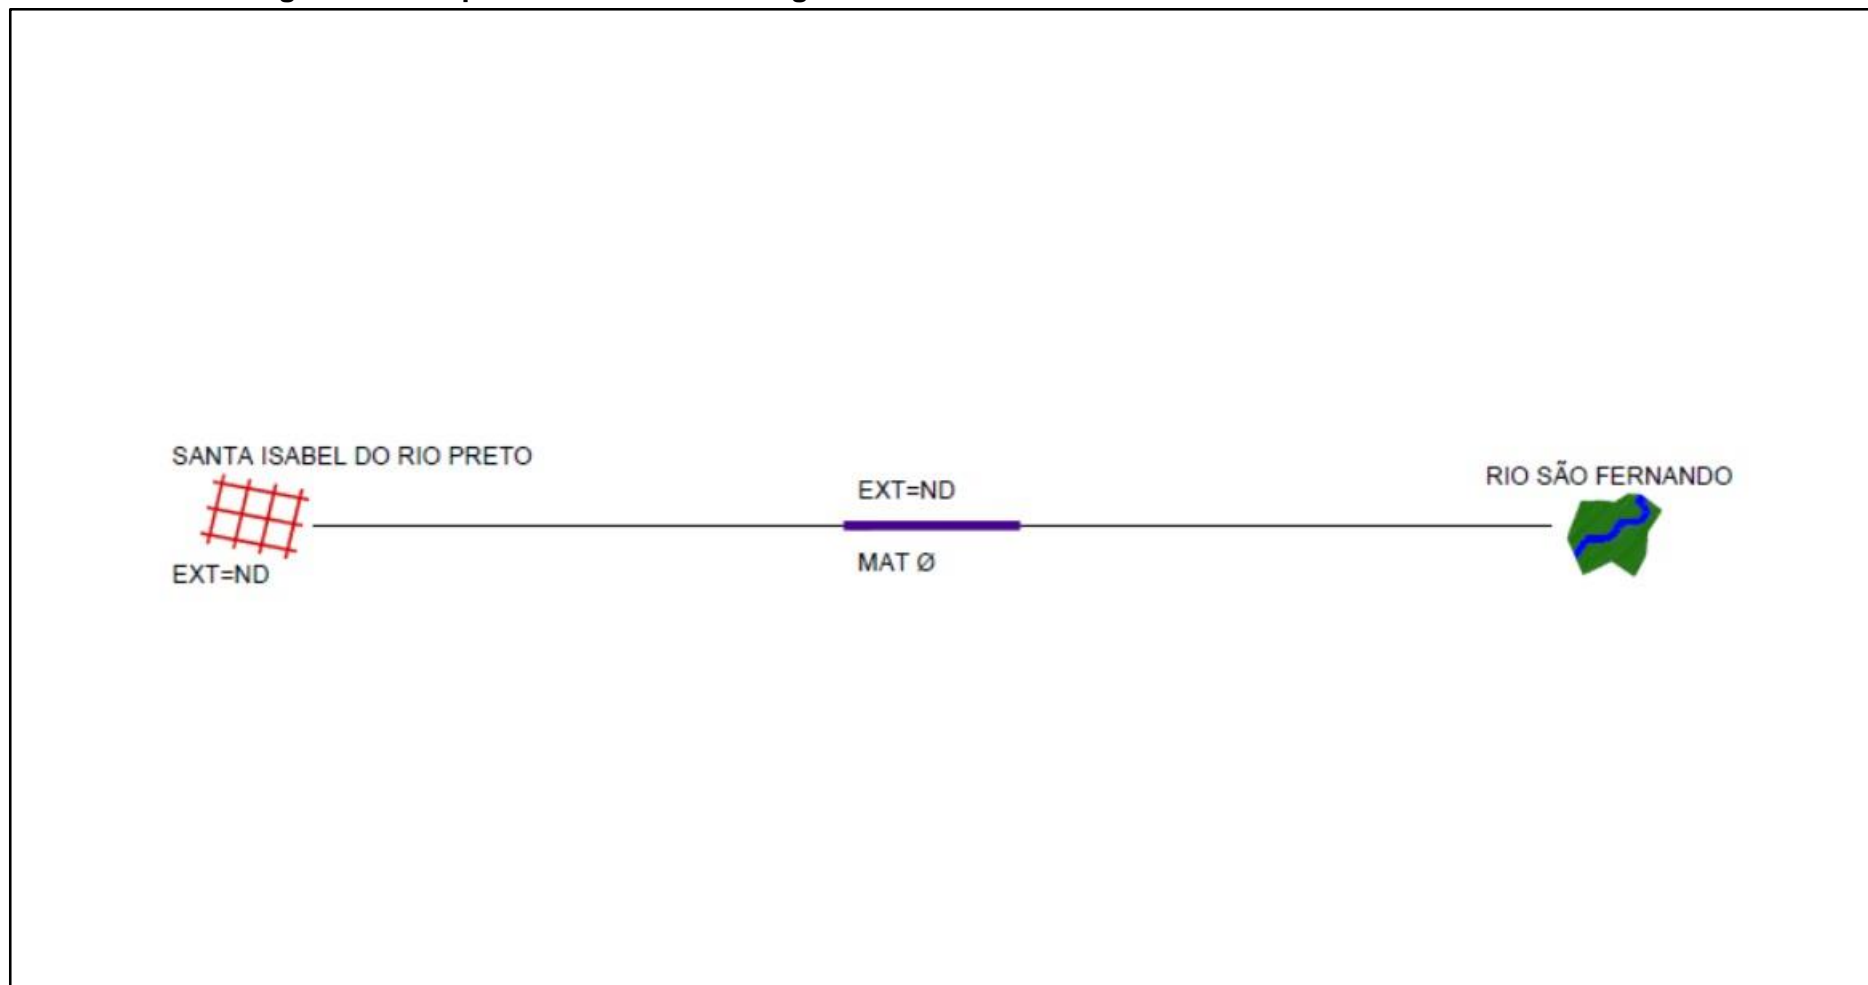 SANTA ISABEL DO RIO PRETO
EXT=ND
EXT=ND
MAT Ø
RIO SÃO FERNANDO